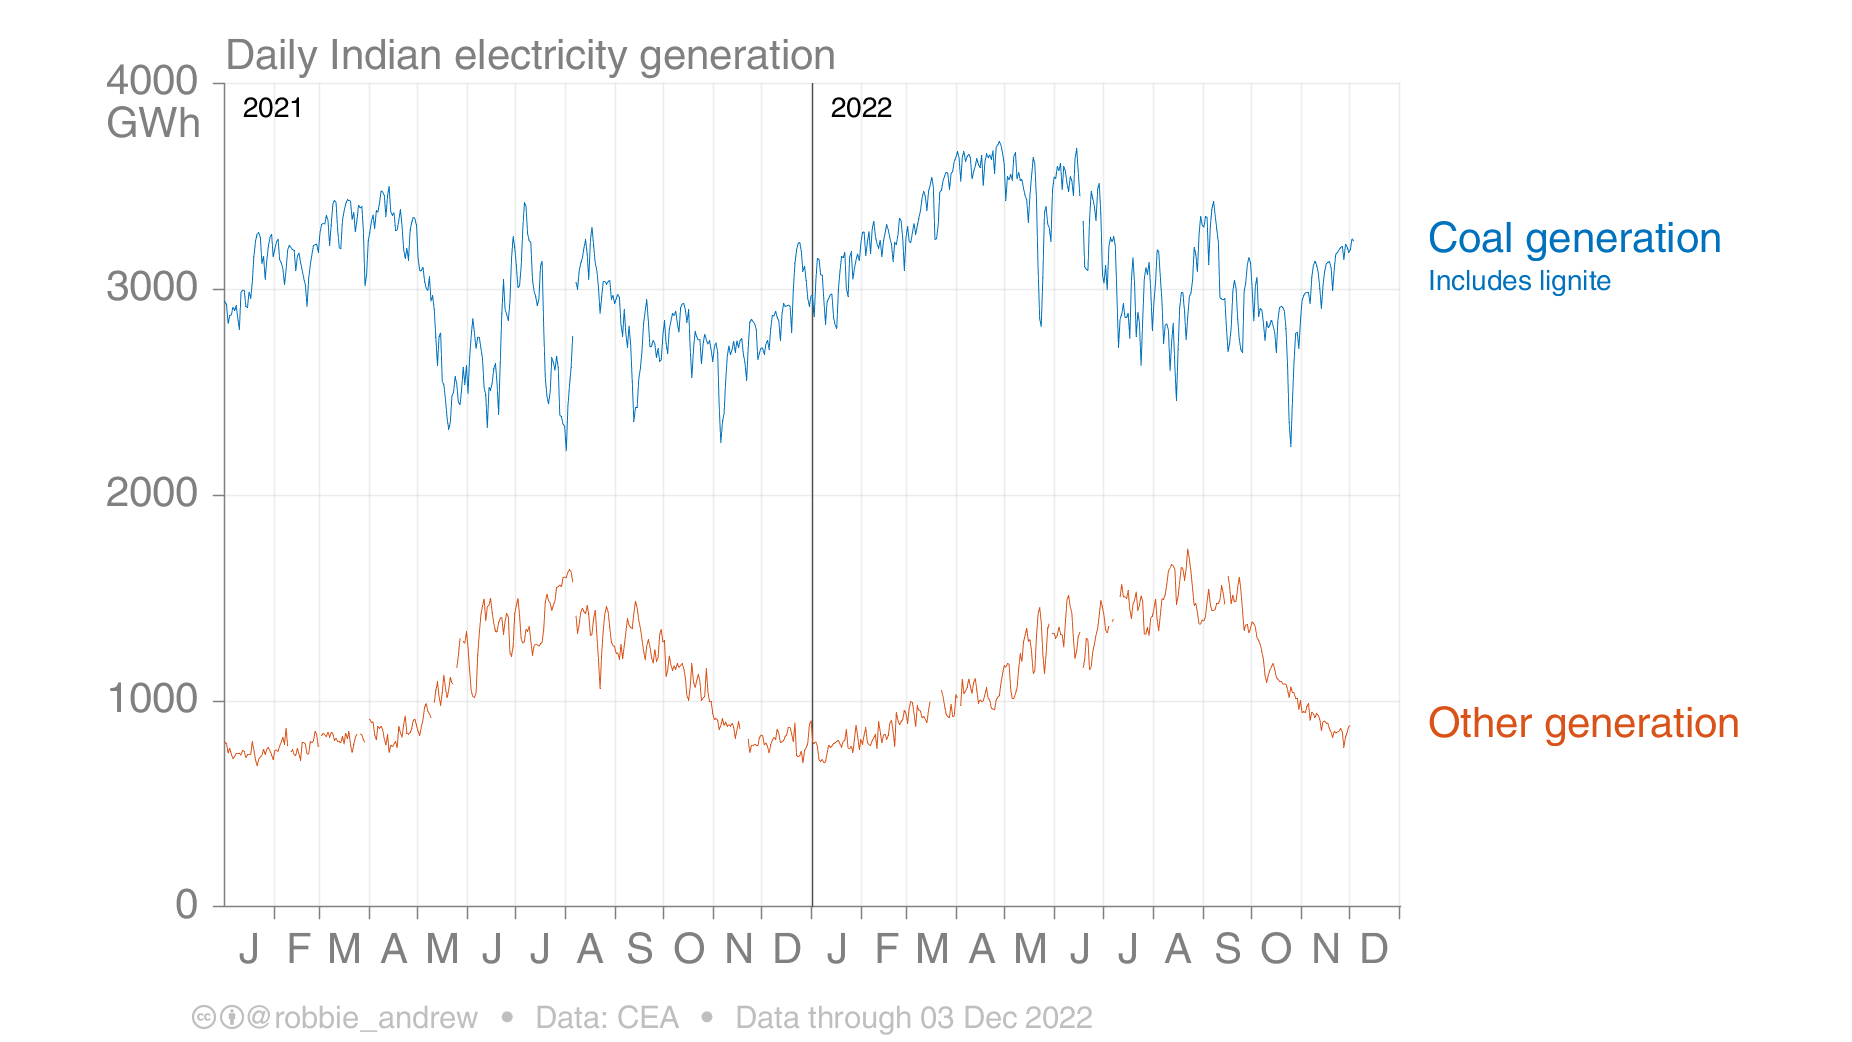 Daily Indian electricity generation
4000
GWh
2021
2022
3000
2000
1000
0
Coal generation
Includes lignite
Other generation
J F M A M J J A S O N D J F M A M J J A S O N D
cc @robbie_andrew • Data: CEA • Data through 03 Dec 2022